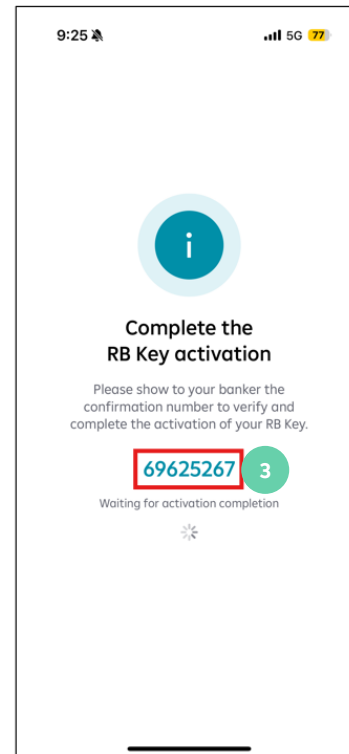 9:25
5G 77
i
Complete the
RB Key activation
Please show to your banker the
confirmation number to verify and
complete the activation of your RB Key.
69625267 3
Waiting for activation completion